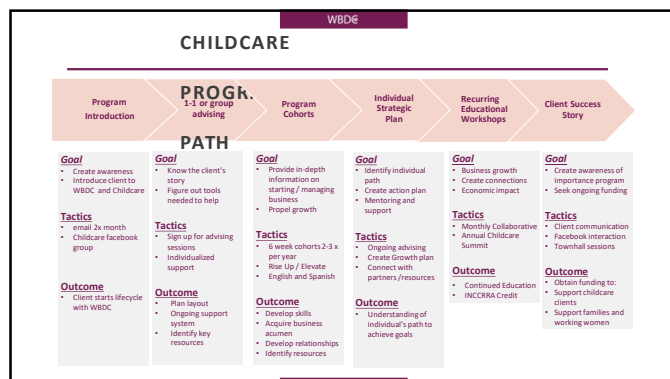 WBDC
CHILDCARE
PROGR
PATH
Program
Introduction
1-1 or group
advising
Program
Cohorts
Individual
Strategic
Plan
Recurring
Educational
Workshops
Client Success
Story
Goal
• Create awareness
• Introduce client to
WBDC and Childcare
Tactics
• email 2x month
• Childcare facebook
group
Outcome
• Client starts lifecycle
with WBDC
Goal
• Know the client's
story
• Figure out tools
needed to help
Tactics
• Sign up for advising
sessions
• Individualized
support
Outcome
• Plan layout
• Ongoing support
system
• Identify key
resources
Goal
• Provide in-depth
information on
starting / managing
business
• Propel growth
Tactics
• 6 week cohorts 2-3 x
per year
• Rise Up / Elevate
• English and Spanish
Outcome
• Develop skills
• Acquire business
acumen
• Develop relationships
• Identify resources
Goal
• Identify individual
path
• Create action plan
• Mentoring and
support
Tactics
• Ongoing advising
• Create Growth plan
• Connect with
partners /resources
Outcome
• Understanding of
individual's path to
achieve goals
Goal
• Business growth
• Create connections
• Economic impact
Tactics
• Monthly Collaborative
• Annual Childcare
Summit
Outcome
• Continued Education
• INCCRRA Credit
Goal
• Create awareness of
importance program
• Seek ongoing funding
Tactics
• Client communication
• Facebook interaction
• Townhall sessions
Outcome
• Obtain funding to:
• Support childcare
clients
• Support families and
working women